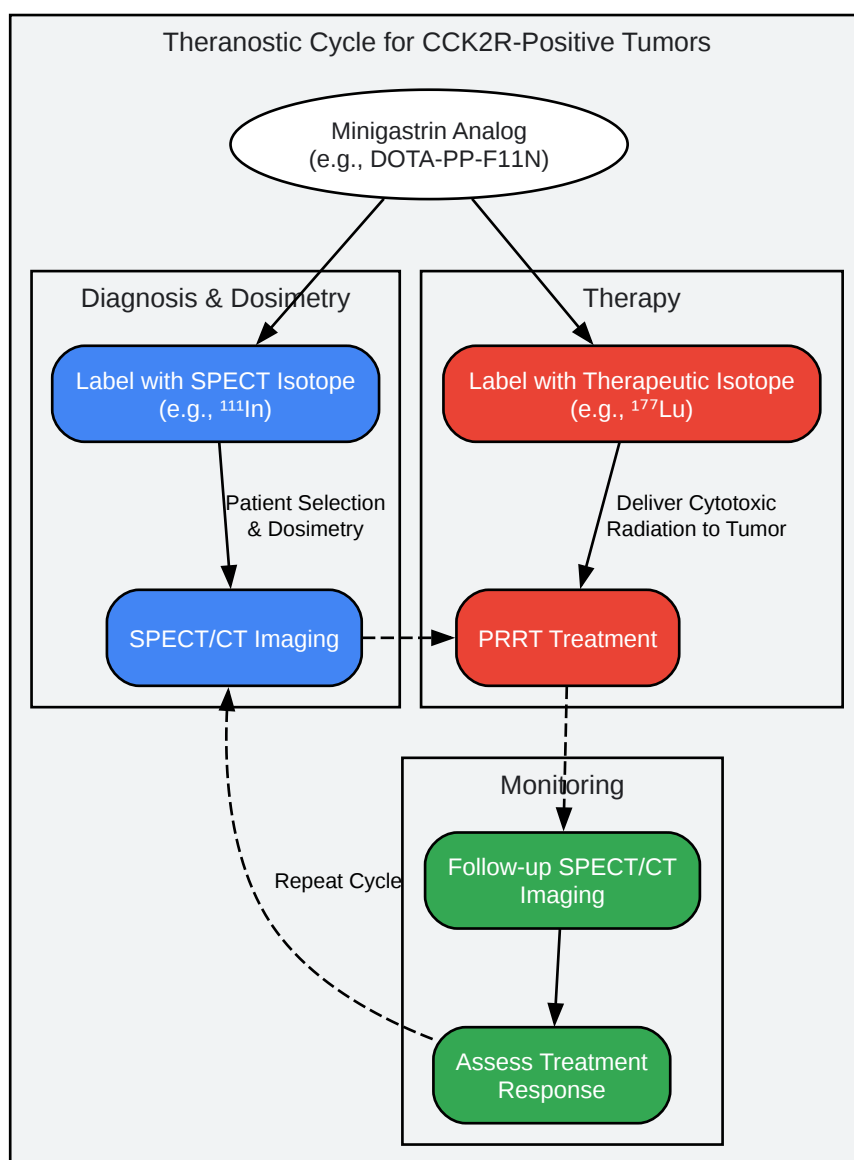 Theranostic Cycle for CCK2R-Positive Tumors
Minigastrin Analog
(e.g., DOTA-PP-F11N)
Diagnosis & Dosimetry
Therapy
Label with SPECT Isotope
(e.g., ¹¹¹In)
Label with Therapeutic Isotope
(e.g., ¹⁷⁷Lu)
Patient Selection
& Dosimetry
Deliver Cytotoxic
Radiation to Tumor
SPECT/CT Imaging
PRRT Treatment
Monitoring
Follow-up SPECT/CT
Imaging
Repeat Cycle
Assess Treatment
Response